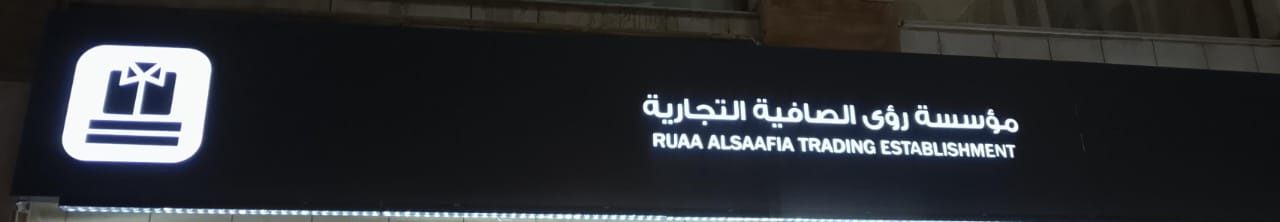 مؤسسة رؤى الصافية التجارية
RUAA ALSAAFIA TRADING ESTABLISHMENT